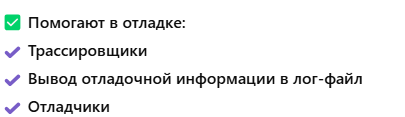 Помогают в отладке:
Трассировщики
Вывод отладочной информации в лог-файл
Отладчики